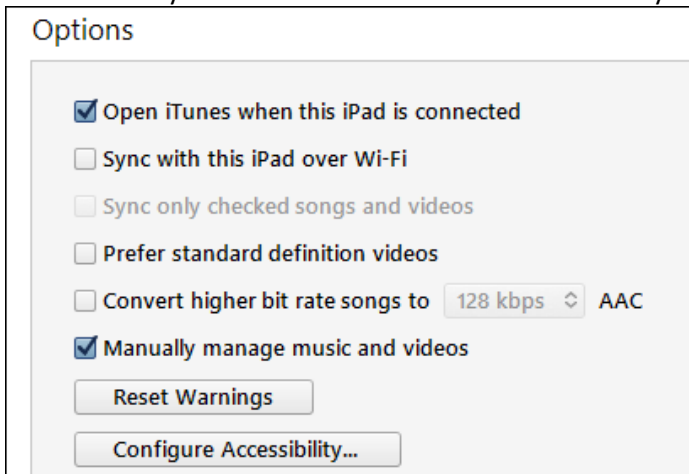 Options
Open iTunes when this iPad is connected
Sync with this iPad over Wi-Fi
Sync only checked songs and videos
Prefer standard definition videos
Convert higher bit rate songs to 128 kbps AAC
Manually manage music and videos
Reset Warnings
Configure Accessibility...